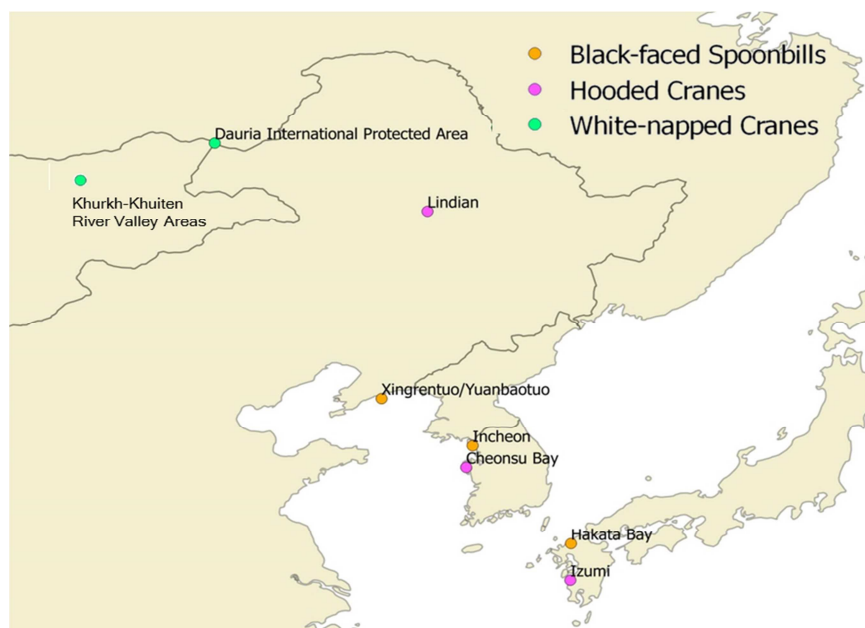 Black-faced Spoonbills
Hooded Cranes
White-napped Cranes
Dauria International Protected Area
Khurkh-Khuiten
River Valley Areas
Lindian
Xingrentuo/Yuanbaotuo
Incheon
Cheonsu Bay
Hakata Bay
Izumi